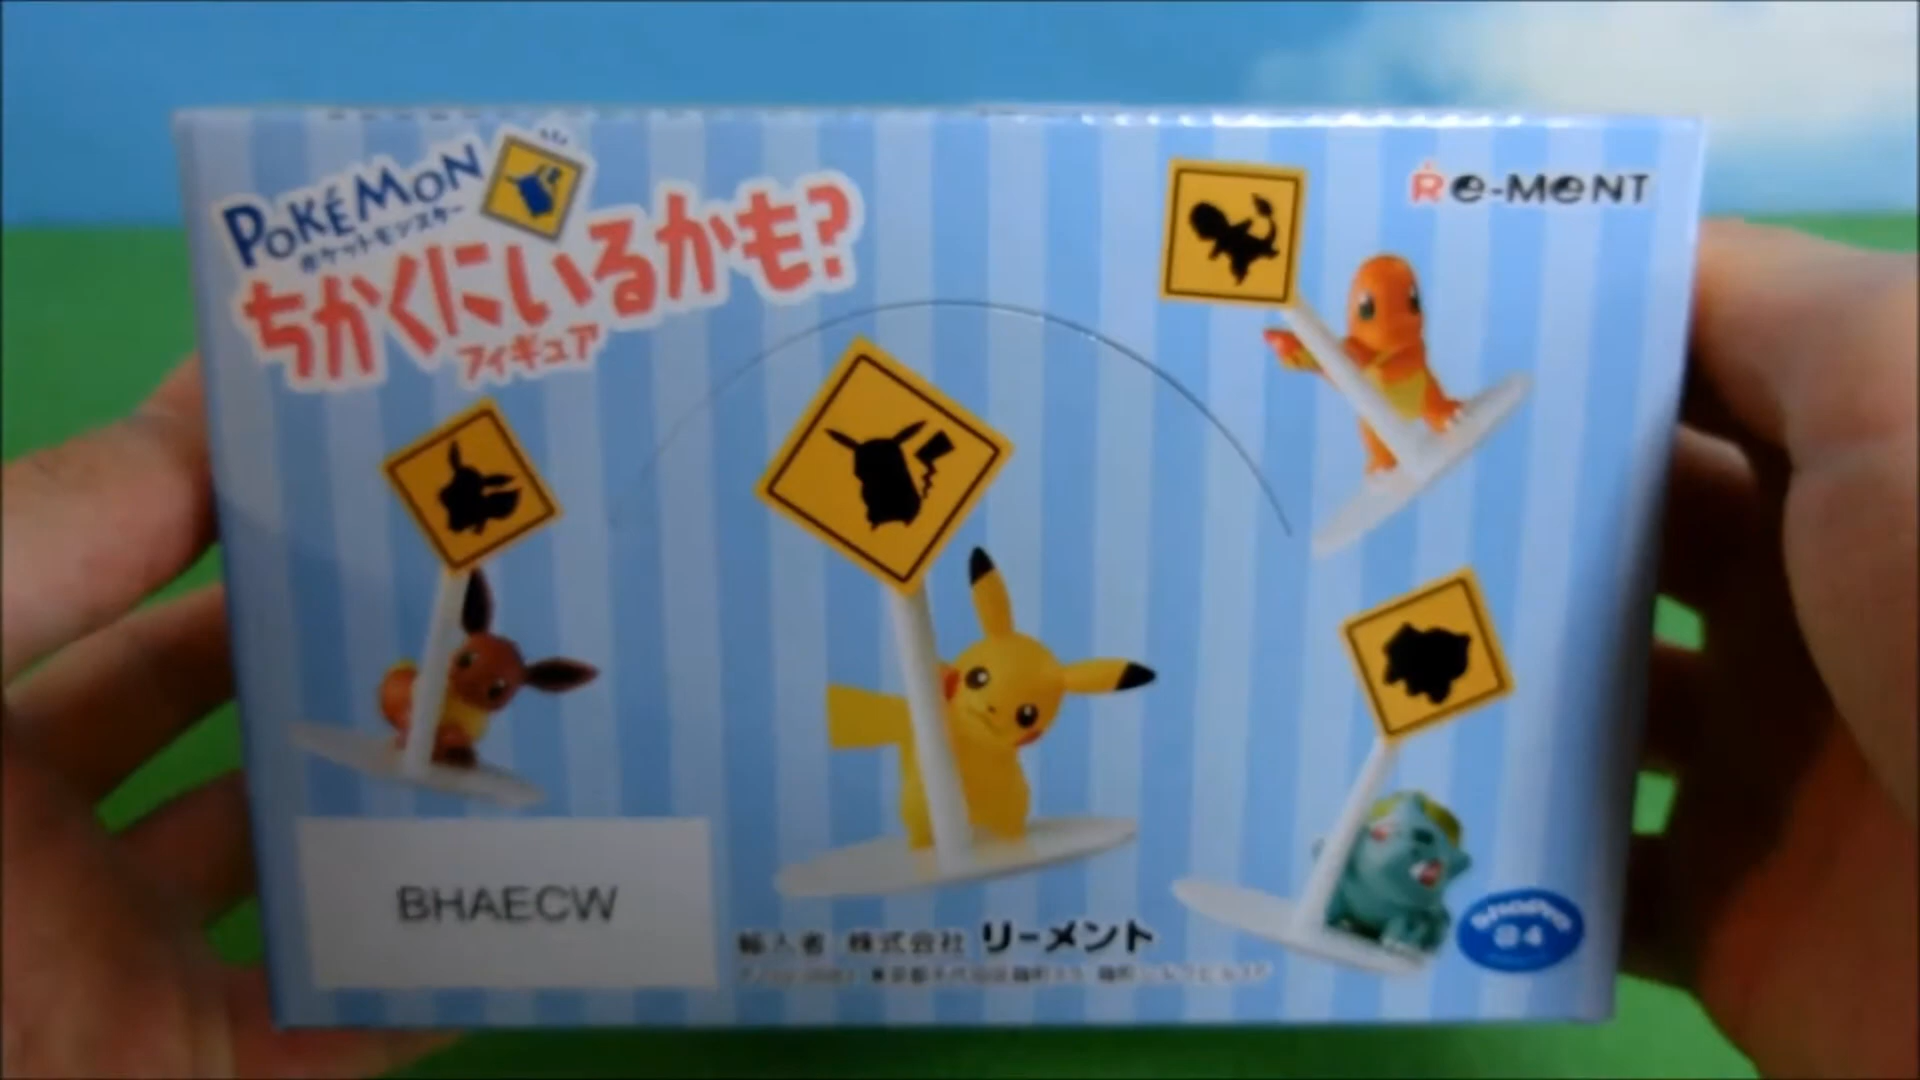 POKÉMON
ポケットモンスター
ちかくにいるかも?
フィギュア
Re-MeNT
BHAECW
輸入者 株式会社 リーメント